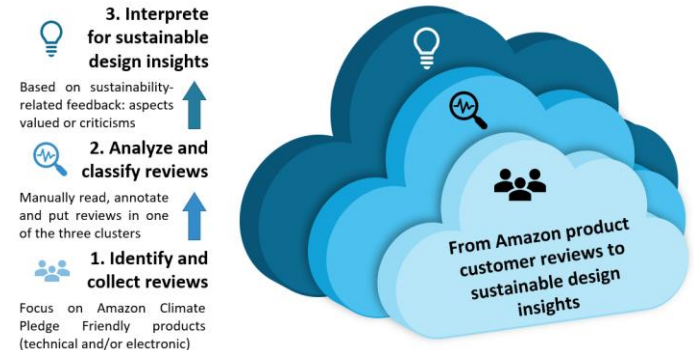 3. Interprete
for sustainable
design insights
Based on sustainability-
related feedback: aspects
valued or criticisms
2. Analyze and
classify reviews
Manually read, annotate
and put reviews in one
of the three clusters
1. Identify and
collect reviews
Focus on Amazon Climate
Pledge Friendly products
(technical and/or electronic)
From Amazon product
customer reviews to
sustainable design
insights